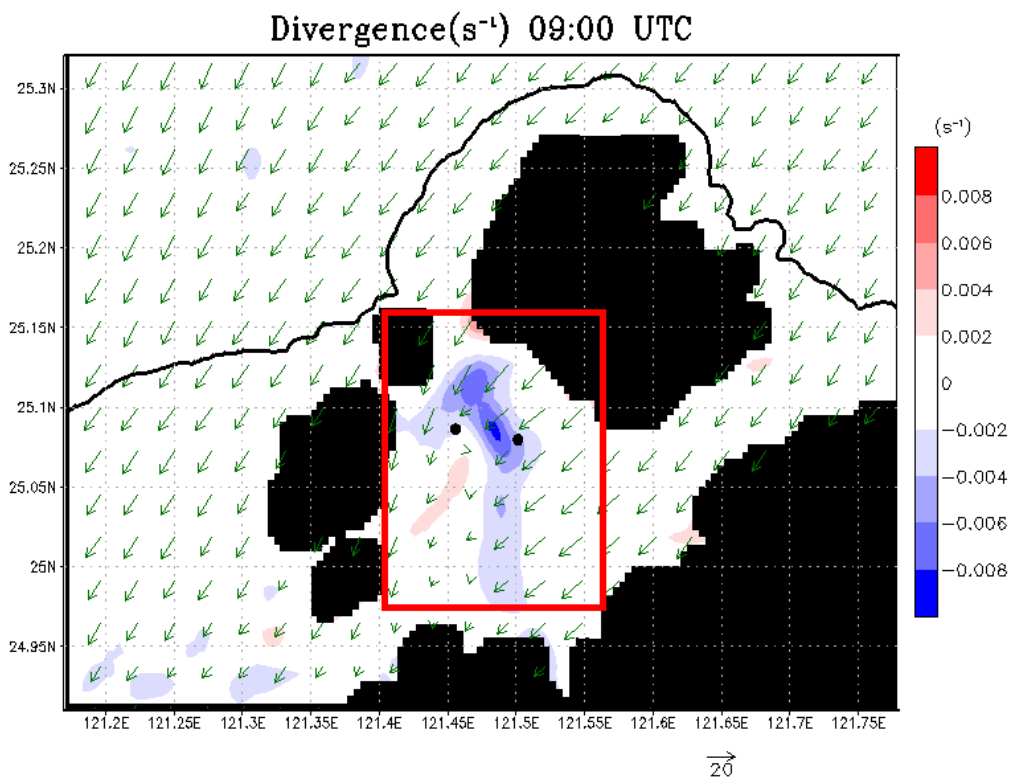 Divergence(s⁻¹) 09:00 UTC
25.3N
25.25N
25.2N
25.15N
25.1N
25.05N
25N
24.95N
121.2E 121.25E 121.3E 121.35E 121.4E 121.45E 121.5E 121.55E 121.6E 121.65E 121.7E 121.75E
(s⁻¹)
0.008
0.006
0.004
0.002
0
−0.002
−0.004
−0.006
−0.008
20